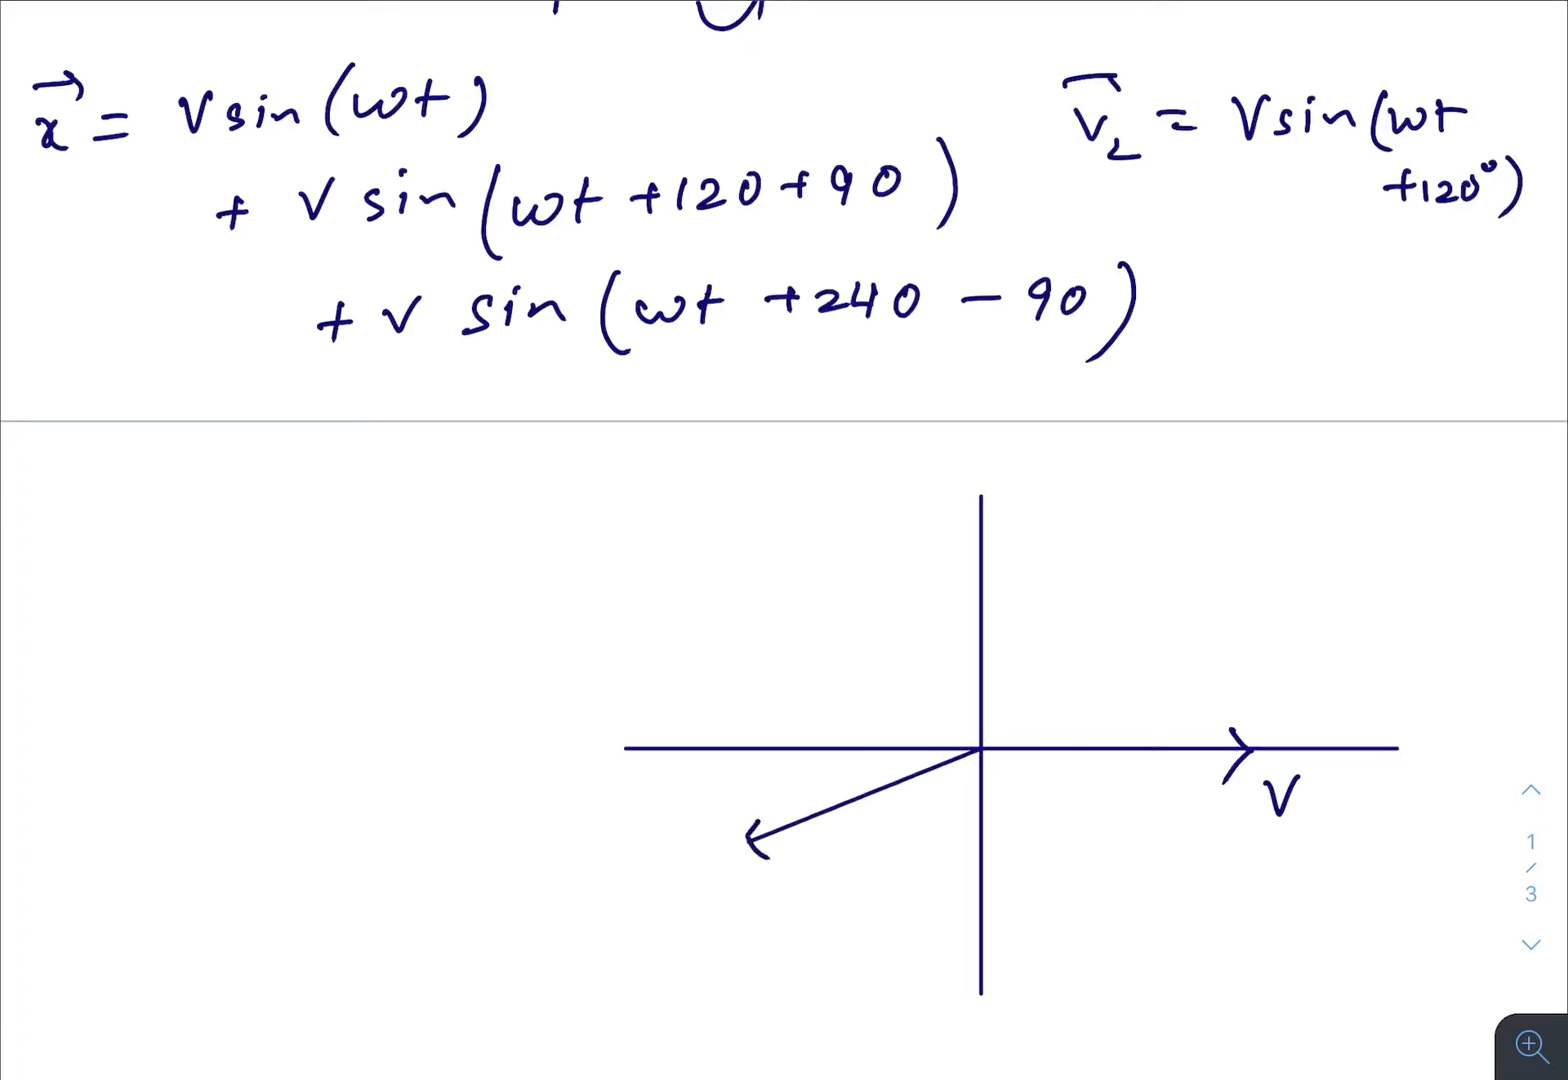 x⃗ = V sin (ωt)
+ V sin (ωt +120+90)
+ V sin (ωt +240 - 90)
V⃗₂ = V sin (ωt
+120°)
V
1
/
3